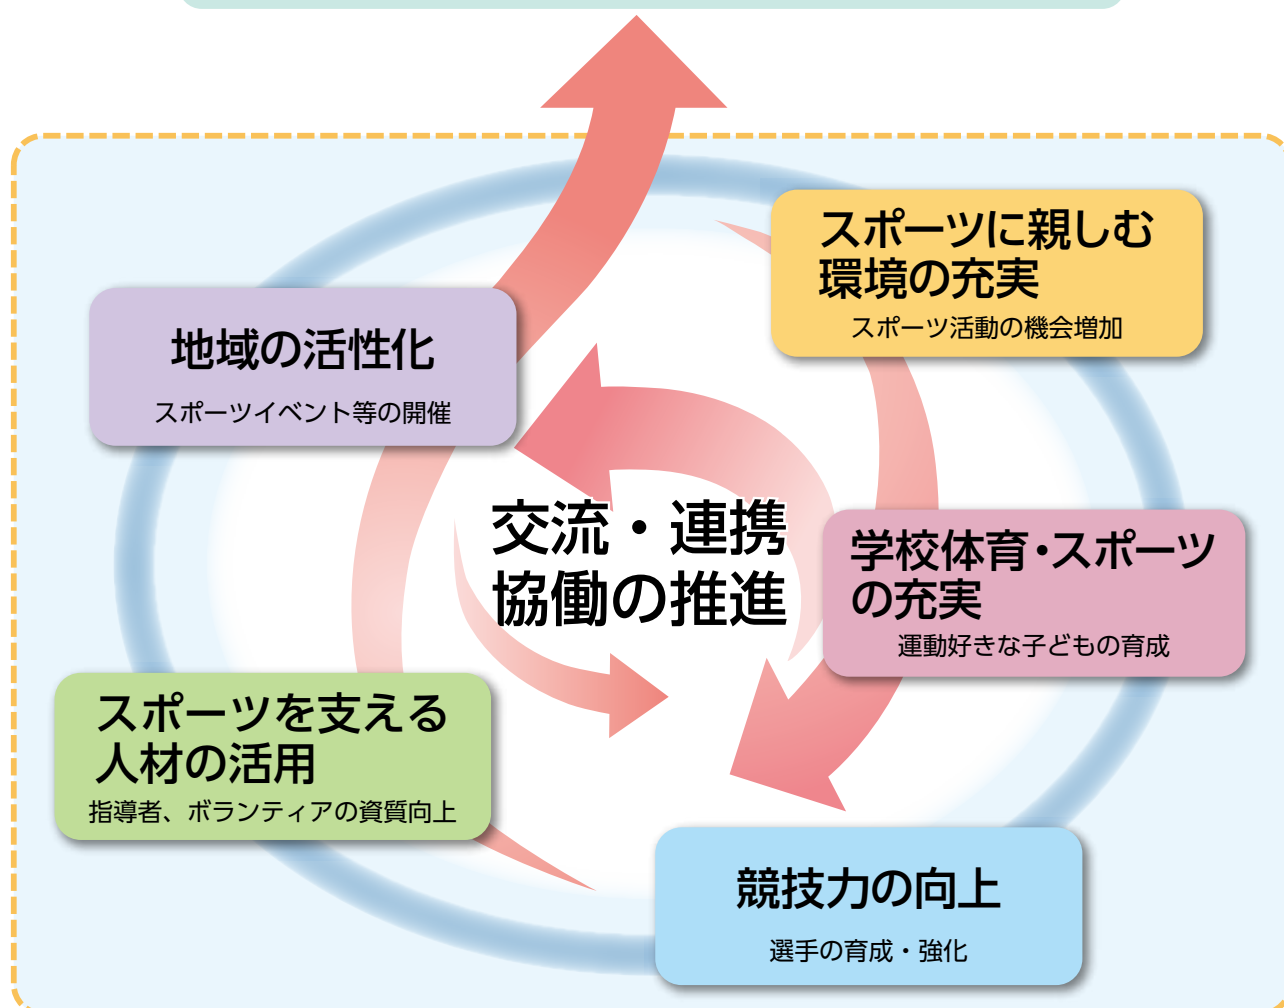 スポーツに親しむ
環境の充実
スポーツ活動の機会増加
地域の活性化
スポーツイベント等の開催
交流・連携
協働の推進
学校体育・スポーツ
の充実
運動好きな子どもの育成
スポーツを支える
人材の活用
指導者、ボランティアの資質向上
競技力の向上
選手の育成・強化